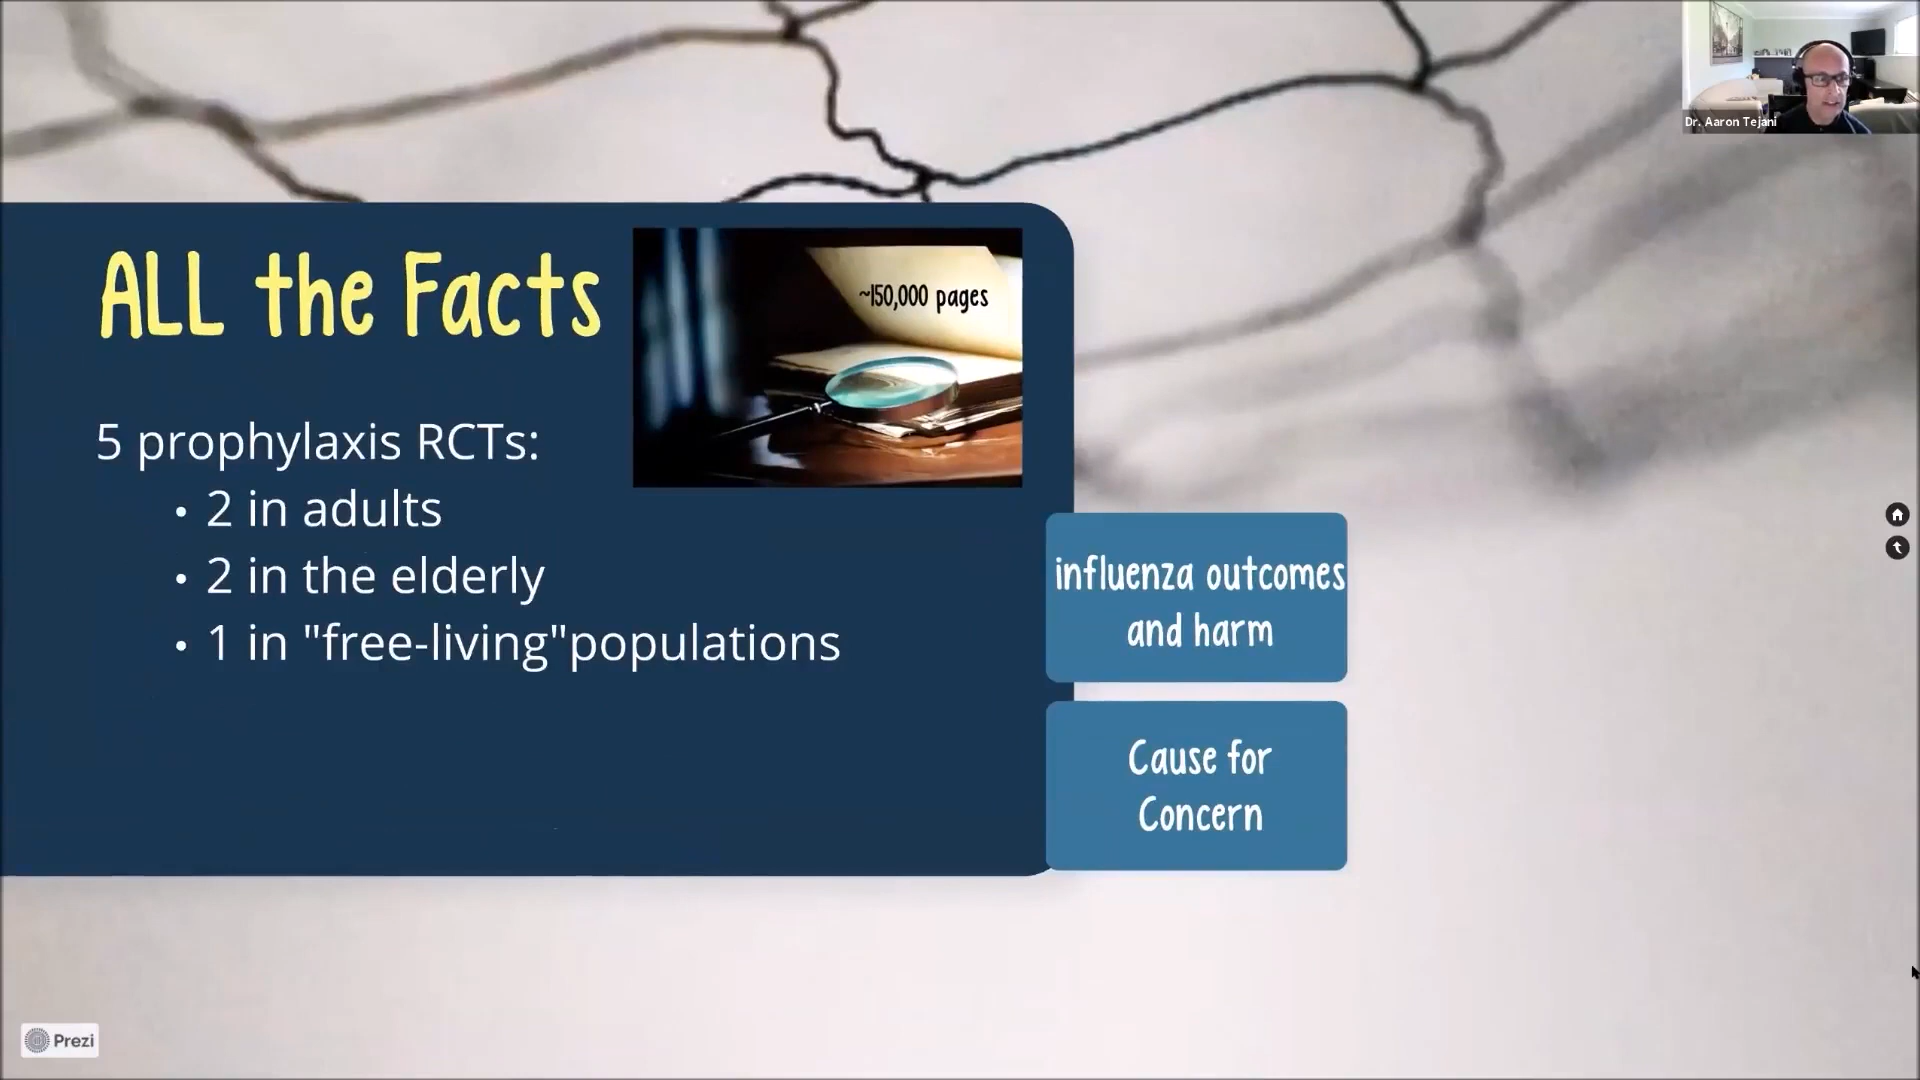 Dr. Aaron Tejani
ALL the Facts
~150,000 pages
5 prophylaxis RCTs:
• 2 in adults
• 2 in the elderly
• 1 in "free-living"populations
influenza outcomes
and harm
Cause for
Concern
Prezi